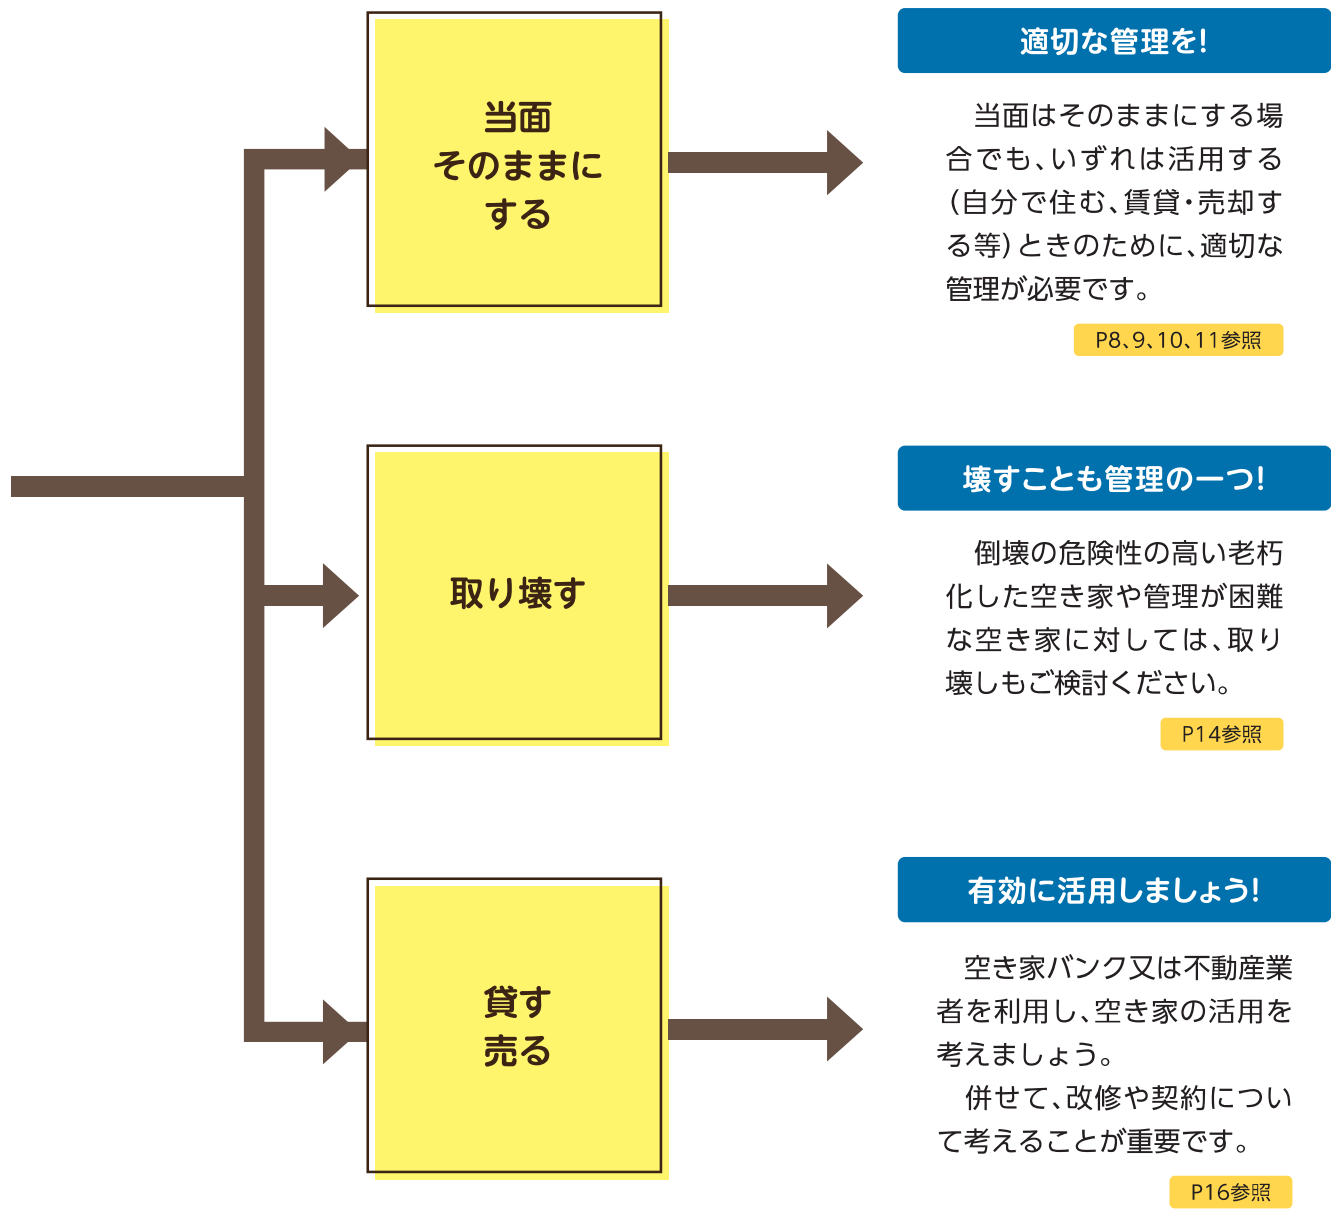 当面
そのままに
する
適切な管理を!
当面はそのままにする場
合でも、いずれは活用する
（自分で住む、賃貸・売却す
る等）ときのために、適切な
管理が必要です。
P8、9、10、11参照
取り壊す
壊すことも管理の一つ!
倒壊の危険性の高い老朽
化した空き家や管理が困難
な空き家に対しては、取り
壊しもご検討ください。
P14参照
貸す
売る
有効に活用しましょう!
空き家バンク又は不動産業
者を利用し、空き家の活用を
考えましょう。
併せて、改修や契約につい
て考えることが重要です。
P16参照